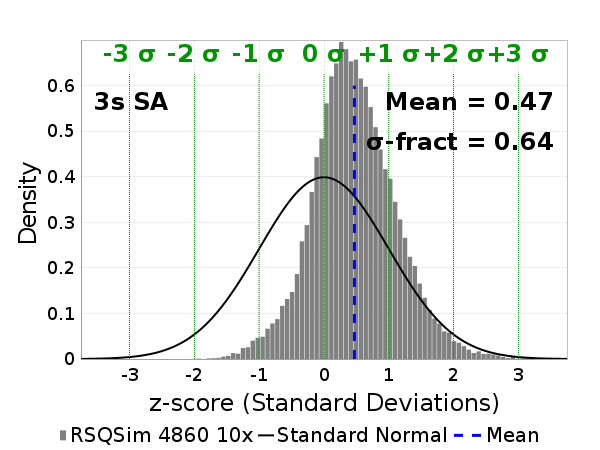 -3 σ -2 σ -1 σ 0 σ +1 σ +2 σ +3 σ
3s SA
Mean = 0.47
σ-fract = 0.64
Density
0.6
0.5
0.4
0.3
0.2
0.1
0
-3 -2 -1 0 1 2 3
z-score (Standard Deviations)
RSQSim 4860 10x Standard Normal Mean